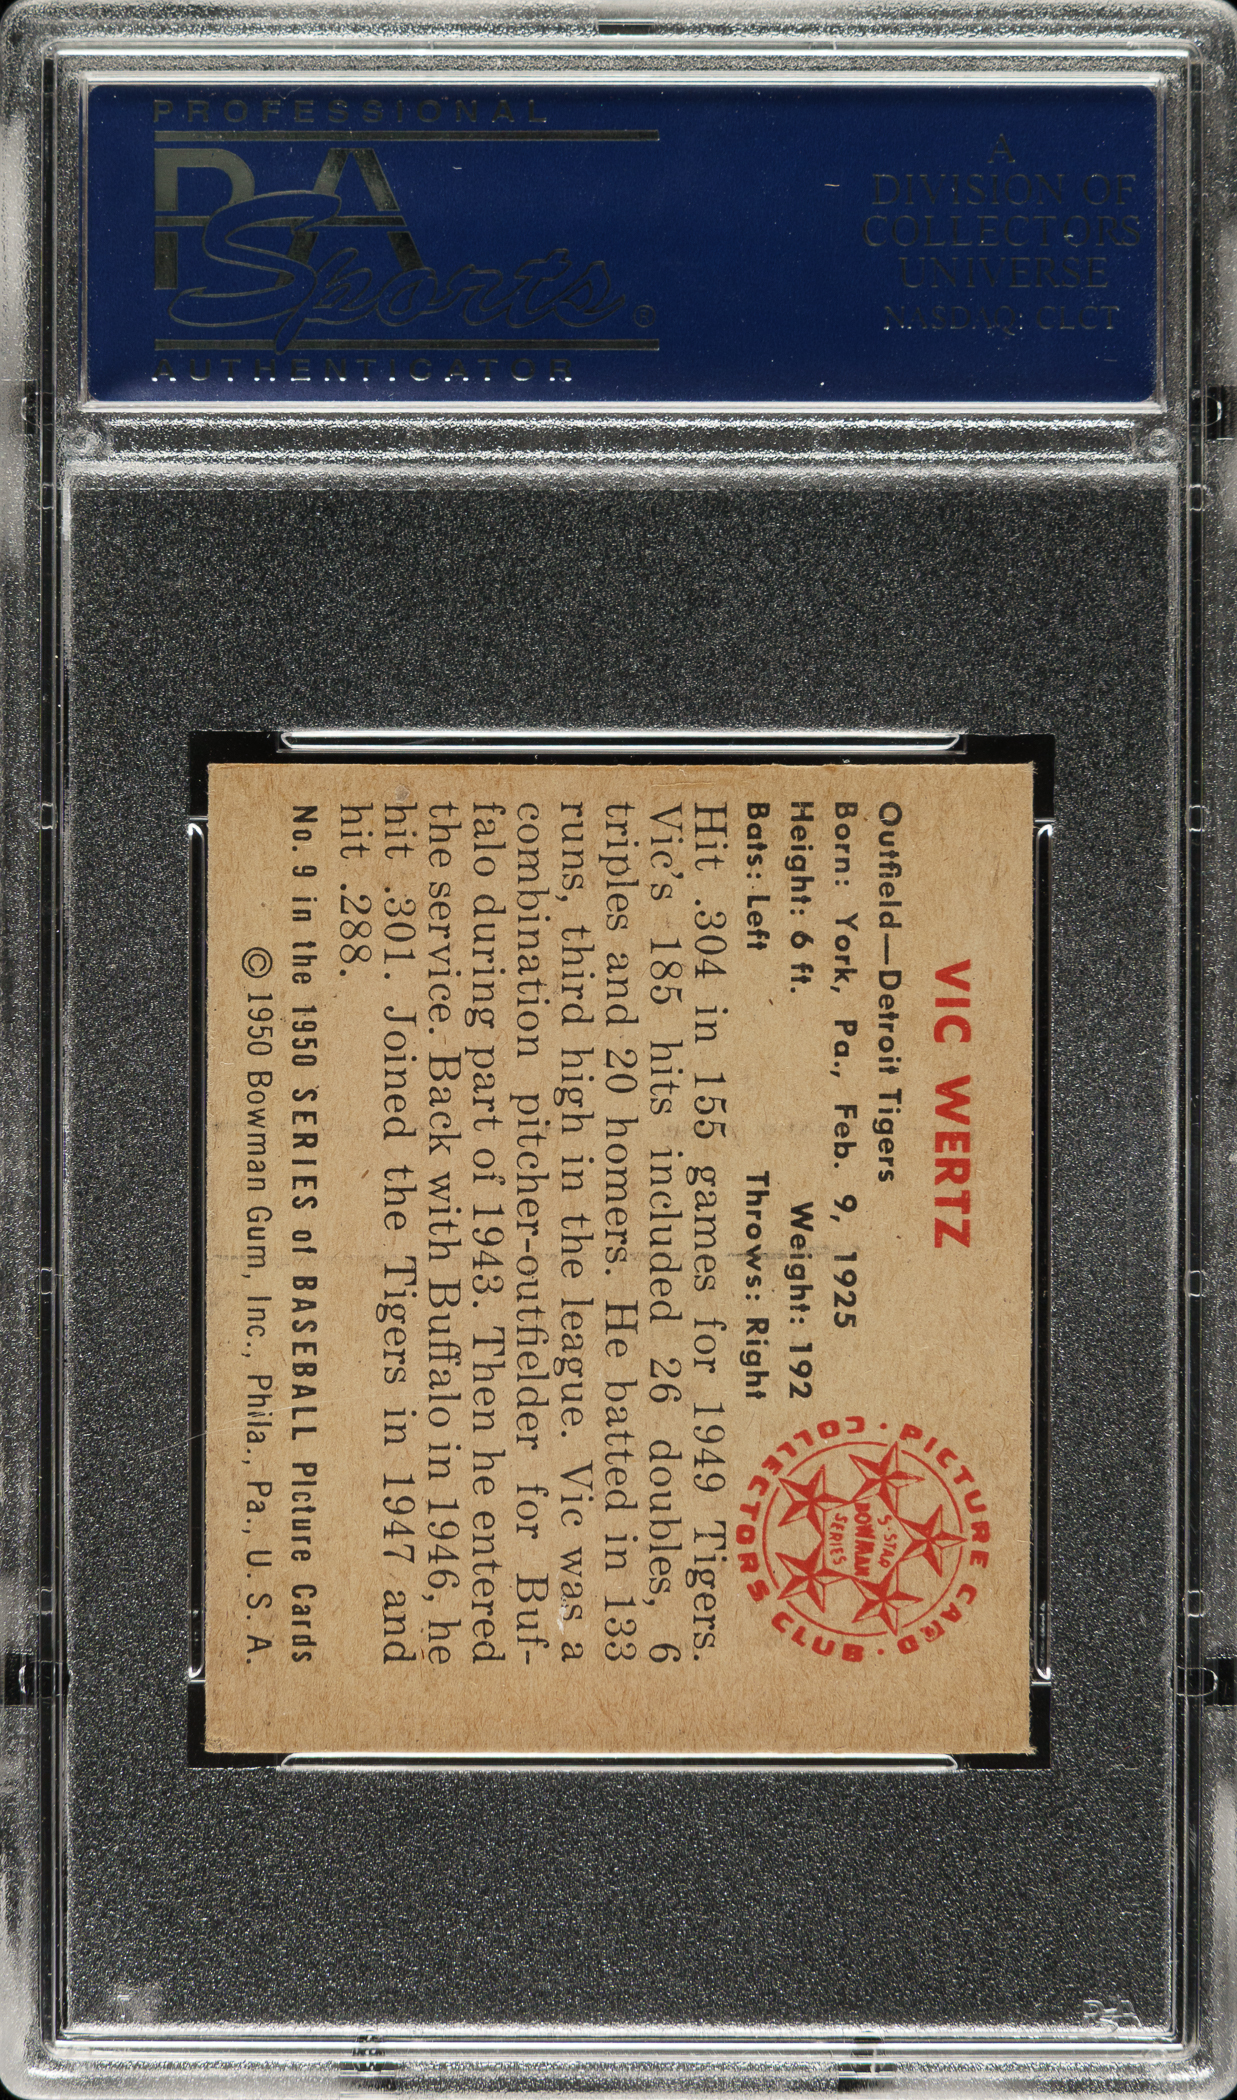 PROFESSIONAL
PSA
Sports®
AUTHENTICATOR
A
DIVISION OF
COLLECTORS
UNIVERSE
NASDAQ: CLCT
VIC WERTZ
Outfield—Detroit Tigers
Born: York, Pa., Feb. 9, 1925
Height: 6 ft. Weight: 192
Bats: Left Throws: Right
PICTURE CARD · COLLECTORS CLUB ·
5-STAR
BOWMAN
SERIES
Hit .304 in 155 games for 1949 Tigers.
Vic's 185 hits included 26 doubles, 6
triples and 20 homers. He batted in 133
runs, third high in the league. Vic was a
combination pitcher-outfielder for Buf-
falo during part of 1943. Then he entered
the service. Back with Buffalo in 1946, he
hit .301. Joined the Tigers in 1947 and
hit .288.
No. 9 in the 1950 SERIES of BASEBALL Picture Cards
© 1950 Bowman Gum, Inc., Phila., Pa., U. S. A.
PSA